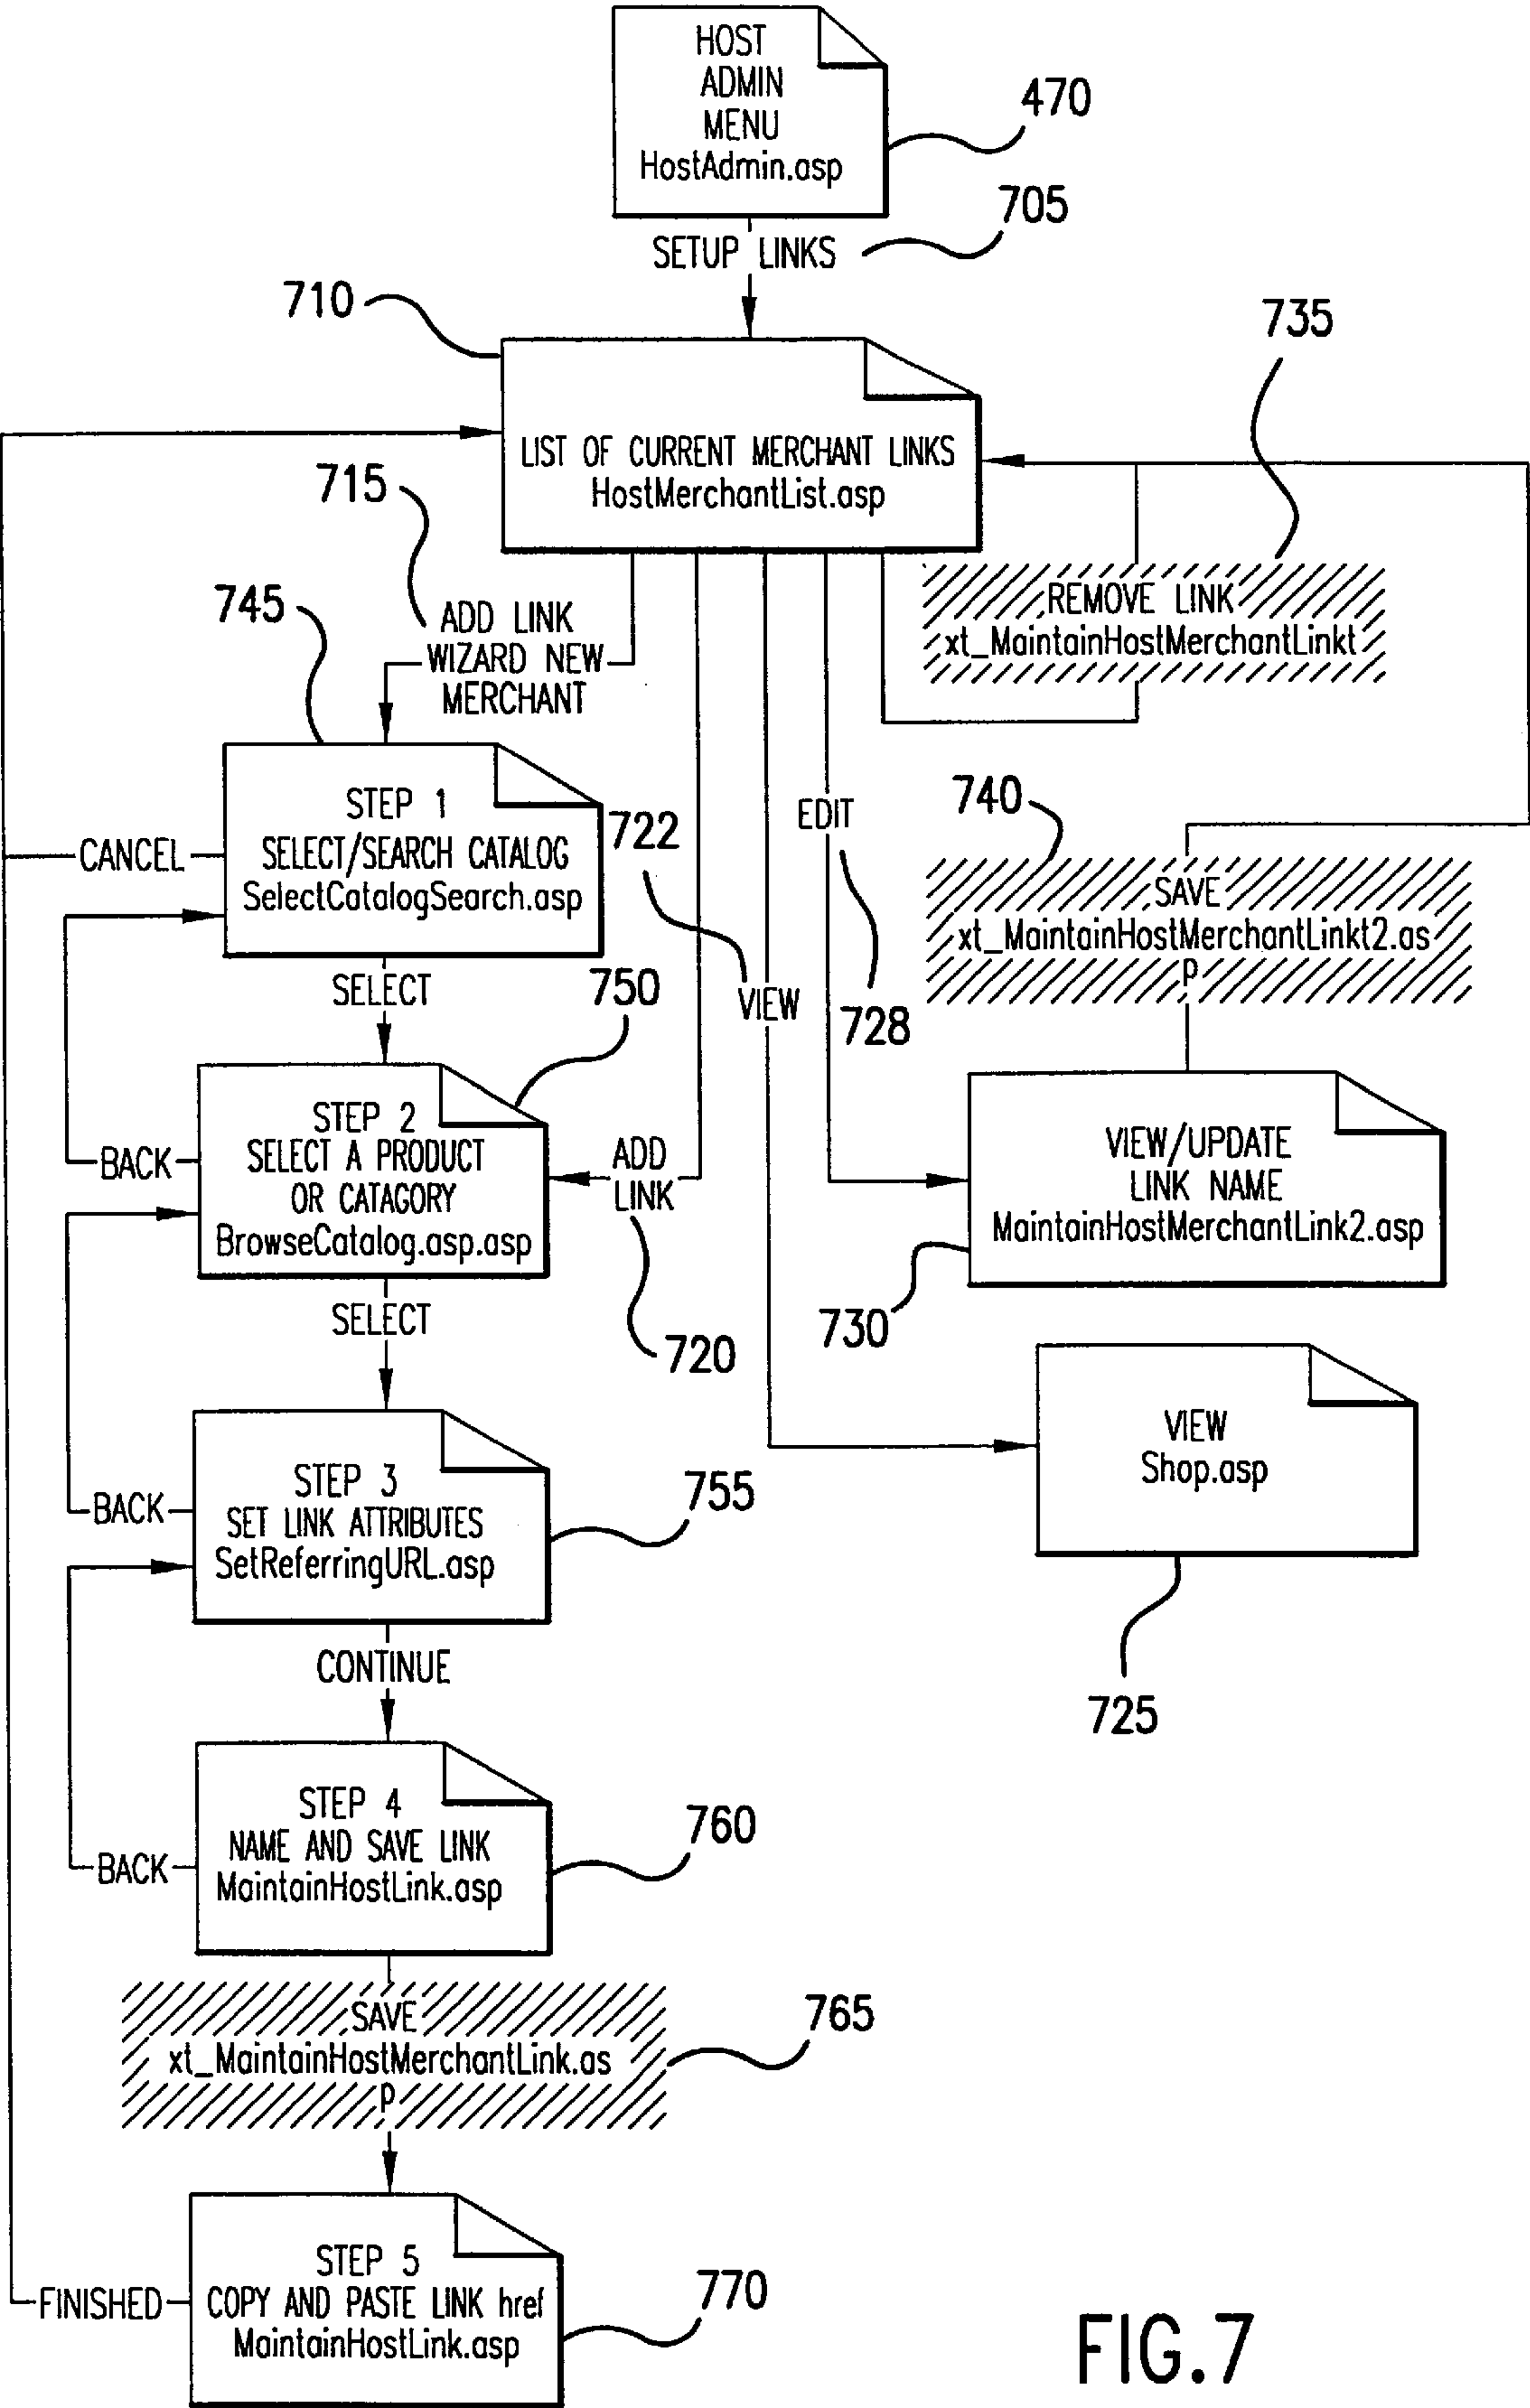 HOST
ADMIN
MENU
HostAdmin.asp
470
705
SETUP LINKS
710
735
LIST OF CURRENT MERCHANT LINKS
HostMerchantList.asp
715
745
ADD LINK
WIZARD NEW
MERCHANT
REMOVE LINK
xt_MaintainHostMerchantLinkt
STEP 1
SELECT/SEARCH CATALOG
SelectCatalogSearch.asp
CANCEL
722
EDIT
740
SAVE
xt_MaintainHostMerchantLinkt2.as
p
SELECT
750
VIEW
728
STEP 2
SELECT A PRODUCT
OR CATAGORY
BrowseCatalog.asp.asp
BACK
ADD
LINK
VIEW/UPDATE
LINK NAME
MaintainHostMerchantLink2.asp
SELECT
720
730
STEP 3
SET LINK ATTRIBUTES
SetReferringURL.asp
BACK
755
VIEW
Shop.asp
CONTINUE
725
STEP 4
NAME AND SAVE LINK
MaintainHostLink.asp
BACK
760
SAVE
xt_MaintainHostMerchantLink.as
p
765
STEP 5
COPY AND PASTE LINK href
MaintainHostLink.asp
FINISHED
770
FIG.7